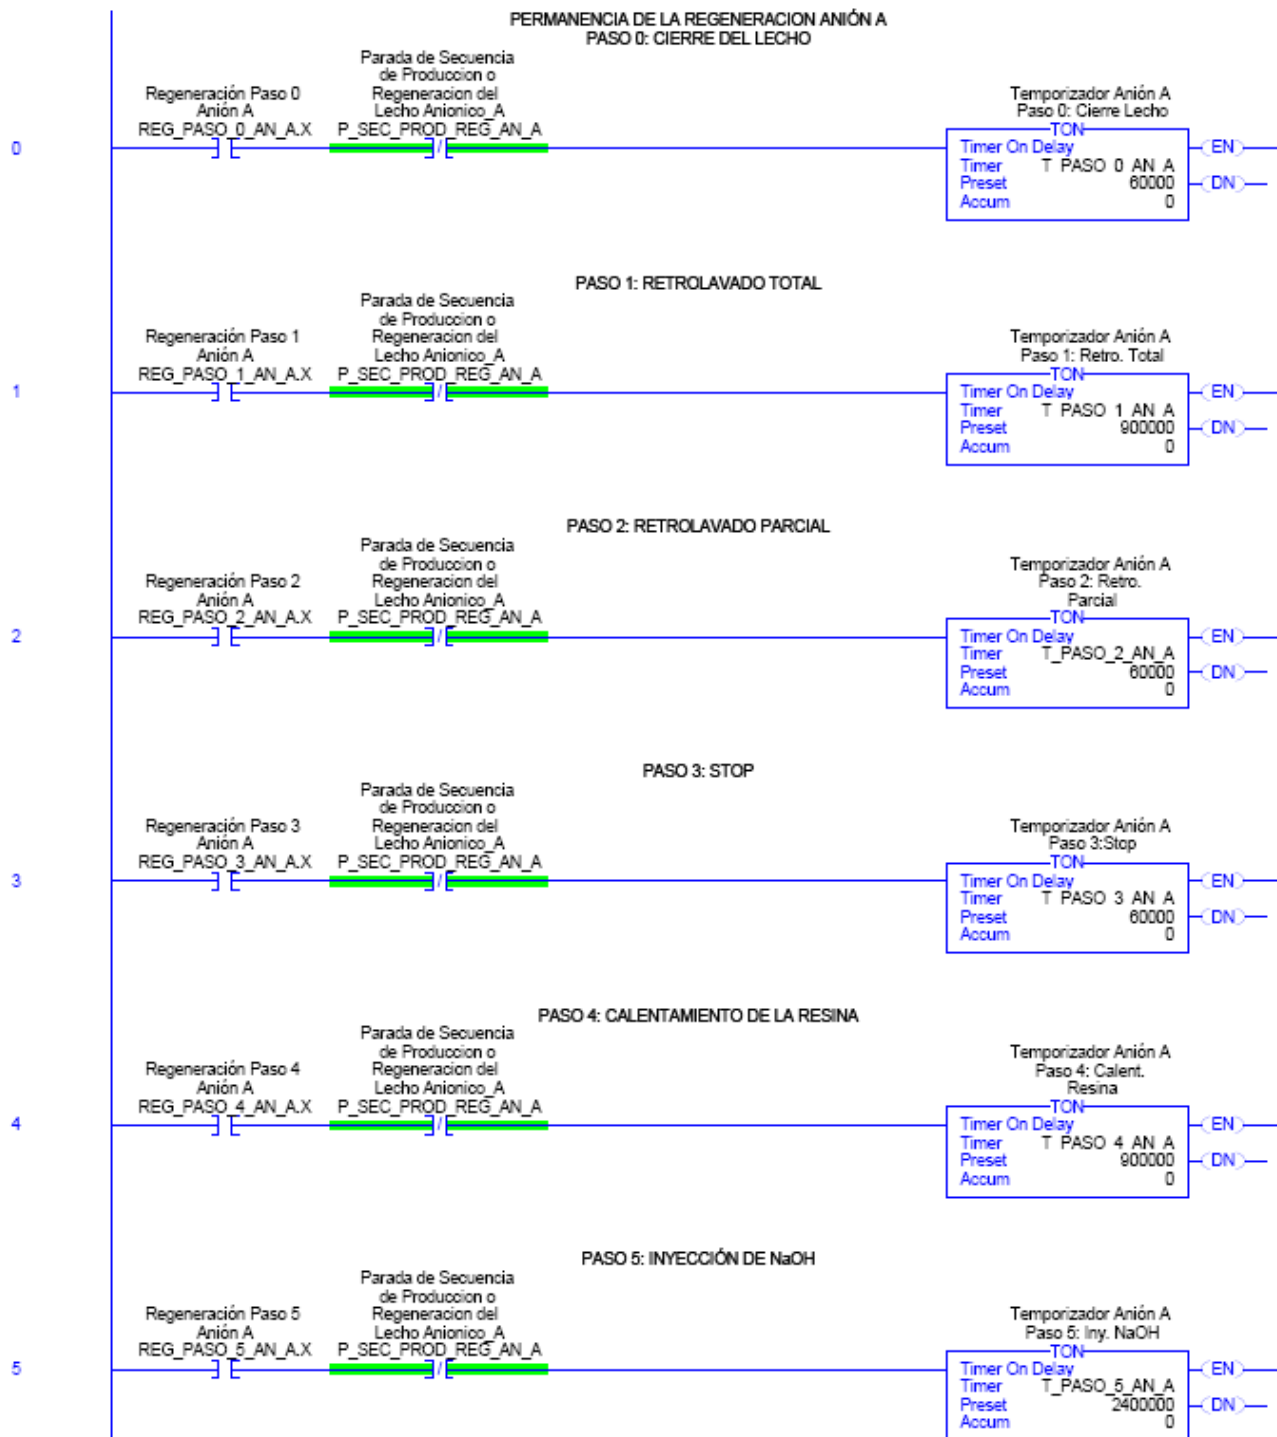 PERMANENCIA DE LA REGENERACION ANIÓN A
PASO 0: CIERRE DEL LECHO
Regeneración Paso 0
Anión A
REG_PASO_0_AN_A.X
Parada de Secuencia
de Produccion o
Regeneracion del
Lecho Anionico_A
P_SEC_PROD_REG_AN_A
Temporizador Anión A
Paso 0: Cierre Lecho
0
TON
Timer On Delay
Timer T_PASO_0_AN_A
Preset 60000
Accum 0
EN
DN
PASO 1: RETROLAVADO TOTAL
Regeneración Paso 1
Anión A
REG_PASO_1_AN_A.X
Parada de Secuencia
de Produccion o
Regeneracion del
Lecho Anionico_A
P_SEC_PROD_REG_AN_A
Temporizador Anión A
Paso 1: Retro. Total
1
TON
Timer On Delay
Timer T_PASO_1_AN_A
Preset 900000
Accum 0
EN
DN
PASO 2: RETROLAVADO PARCIAL
Regeneración Paso 2
Anión A
REG_PASO_2_AN_A.X
Parada de Secuencia
de Produccion o
Regeneracion del
Lecho Anionico_A
P_SEC_PROD_REG_AN_A
Temporizador Anión A
Paso 2: Retro.
Parcial
2
TON
Timer On Delay
Timer T_PASO_2_AN_A
Preset 60000
Accum 0
EN
DN
PASO 3: STOP
Regeneración Paso 3
Anión A
REG_PASO_3_AN_A.X
Parada de Secuencia
de Produccion o
Regeneracion del
Lecho Anionico_A
P_SEC_PROD_REG_AN_A
Temporizador Anión A
Paso 3:Stop
3
TON
Timer On Delay
Timer T_PASO_3_AN_A
Preset 60000
Accum 0
EN
DN
PASO 4: CALENTAMIENTO DE LA RESINA
Regeneración Paso 4
Anión A
REG_PASO_4_AN_A.X
Parada de Secuencia
de Produccion o
Regeneracion del
Lecho Anionico_A
P_SEC_PROD_REG_AN_A
Temporizador Anión A
Paso 4: Calent.
Resina
4
TON
Timer On Delay
Timer T_PASO_4_AN_A
Preset 900000
Accum 0
EN
DN
PASO 5: INYECCIÓN DE NaOH
Regeneración Paso 5
Anión A
REG_PASO_5_AN_A.X
Parada de Secuencia
de Produccion o
Regeneracion del
Lecho Anionico_A
P_SEC_PROD_REG_AN_A
Temporizador Anión A
Paso 5: Iny. NaOH
5
TON
Timer On Delay
Timer T_PASO_5_AN_A
Preset 2400000
Accum 0
EN
DN